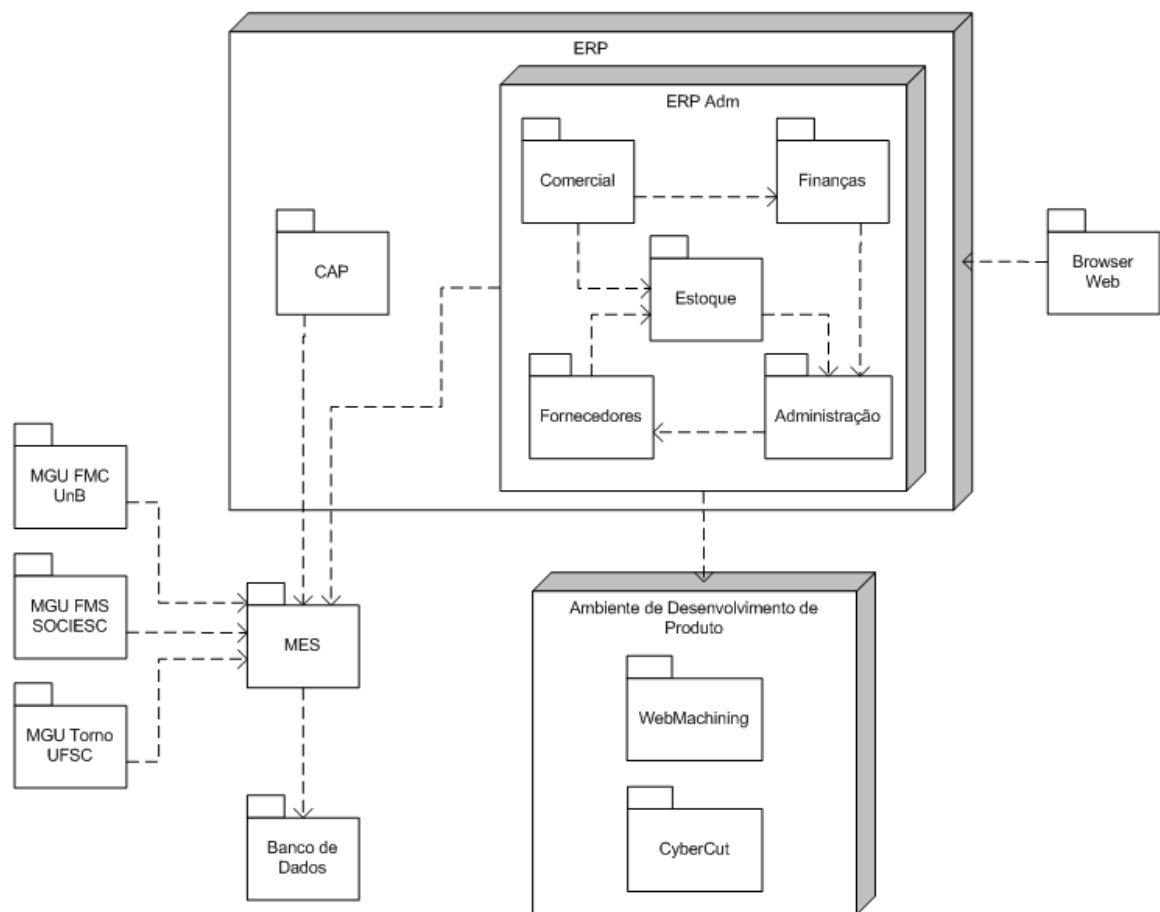 ERP
ERP Adm
Comercial
Finanças
CAP
Estoque
Browser
Web
Fornecedores
Administração
MGU FMC
UnB
MGU FMS
SOCIESC
MES
MGU Torno
UFSC
Ambiente de Desenvolvimento de
Produto
WebMachining
CyberCut
Banco de
Dados